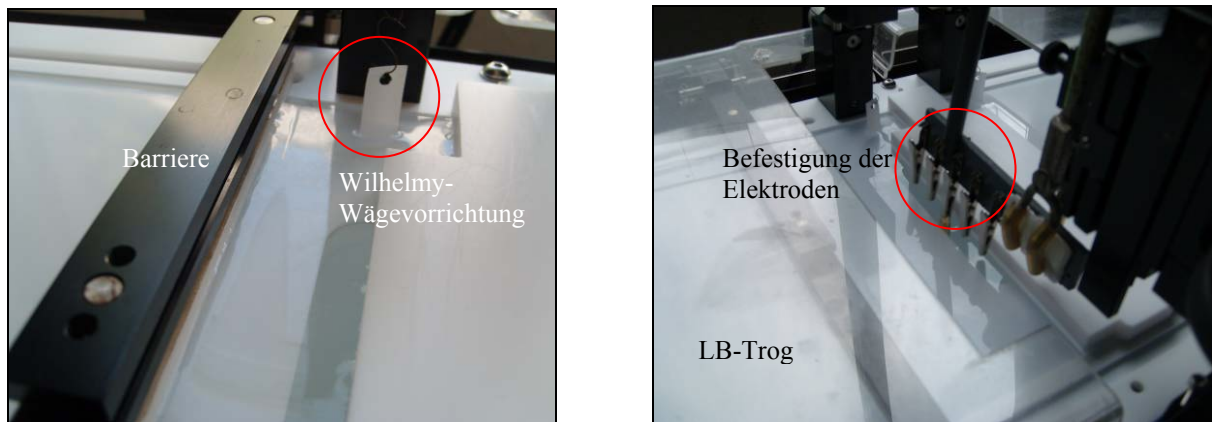 Barriere
Wilhelmy-
Wägevorrichtung
Befestigung der
Elektroden
LB-Trog